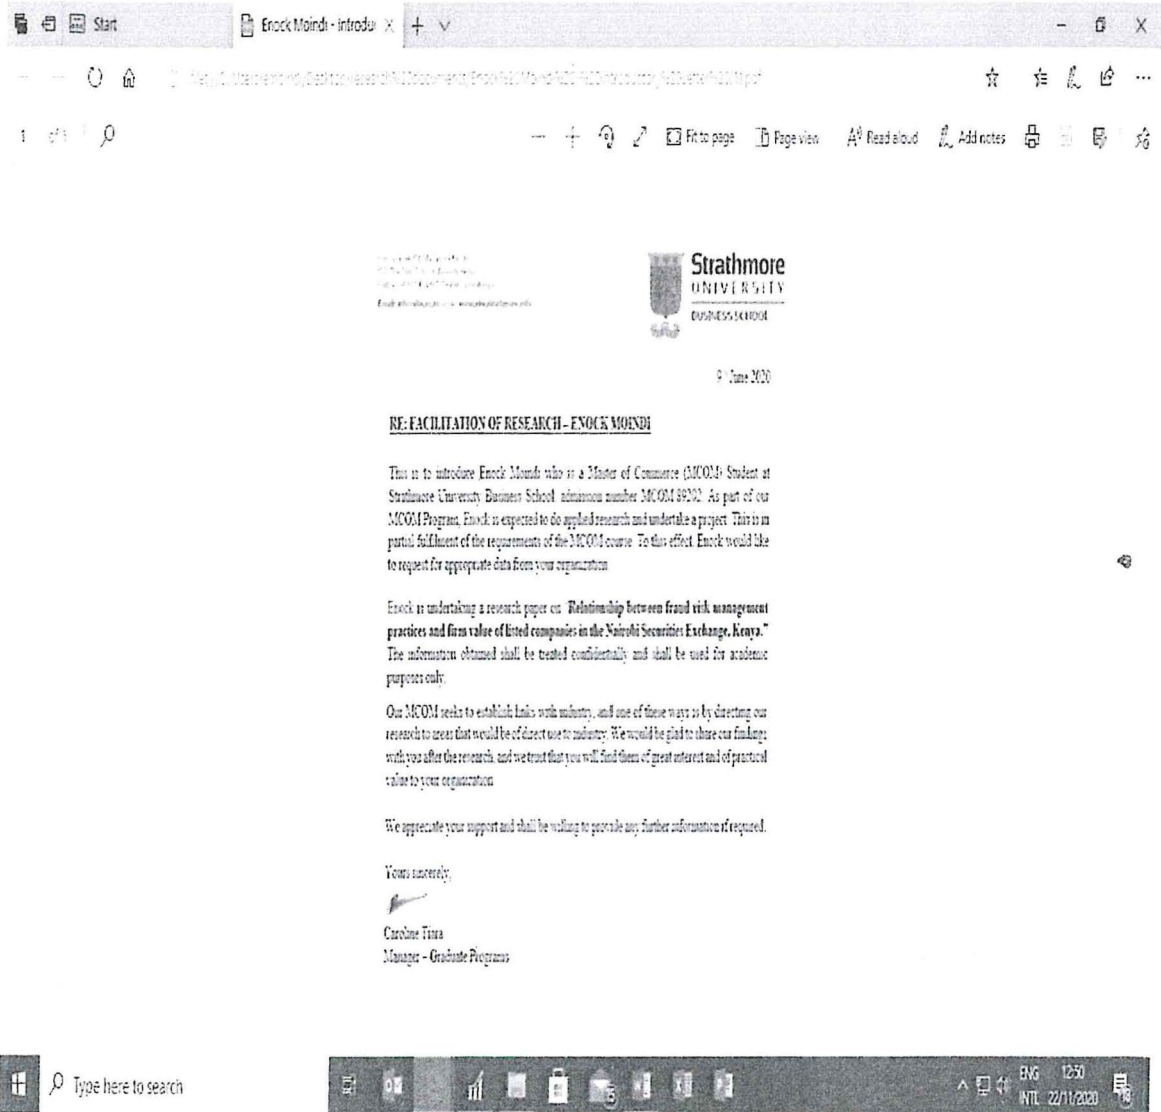 Start
Enock Moindi - Introdu
1 of 1
Fit to page
Page view
Read aloud
Add notes
Strathmore
UNIVERSITY
BUSINESS SCHOOL
9 June 2020
RE: FACILITATION OF RESEARCH – ENOCK MOINDI
This is to introduce Enock Moindi who is a Master of Commerce (MCOM) Student at
Strathmore University Business School, admission number MCOM 89292. As part of our
MCOM Program, Enock is expected to do applied research and undertake a project. This is in
partial fulfilment of the requirements of the MCOM course. To this effect, Enock would like
to request for appropriate data from your organization
Enock is undertaking a research paper on "Relationship between fraud risk management
practices and firm value of listed companies in the Nairobi Securities Exchange, Kenya."
The information obtained shall be treated confidentially and shall be used for academic
purposes only.
Our MCOM seeks to establish links with industry, and one of these ways is by directing our
research to areas that would be of direct use to industry. We would be glad to share our findings
with you after the research, and we trust that you will find them of great interest and of practical
value to your organization
We appreciate your support and shall be willing to provide any further information if required.
Yours sincerely,
Caroline Tiara
Manager – Graduate Programs
Type here to search
ENG
12:50
INTL
22/11/2020